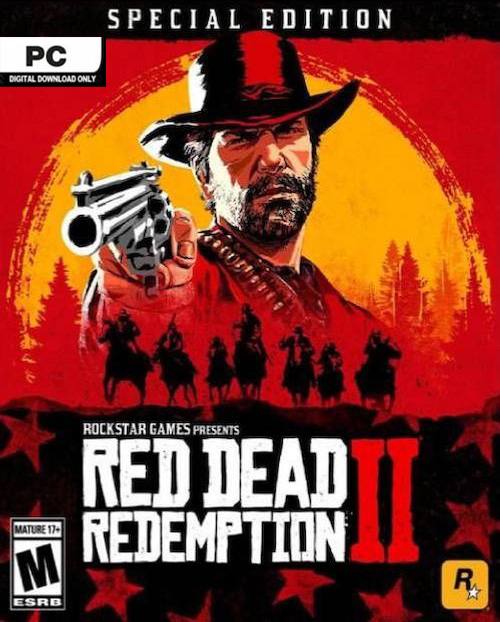 SPECIAL EDITION
PC
DIGITAL DOWNLOAD ONLY
ROCKSTAR GAMES PRESENTS
RED DEAD
REDEMPTION II
MATURE 17+
M
ESRB
R